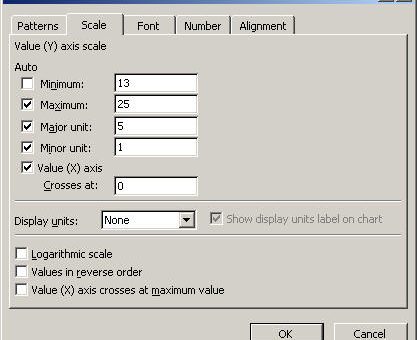 Patterns Scale Font Number Alignment
Value (Y) axis scale
Auto
Minimum: 13
Maximum: 25
Major unit: 5
Minor unit: 1
Value (X) axis
Crosses at: 0
Display units: None Show display units label on chart
Logarithmic scale
Values in reverse order
Value (X) axis crosses at maximum value
OK Cancel